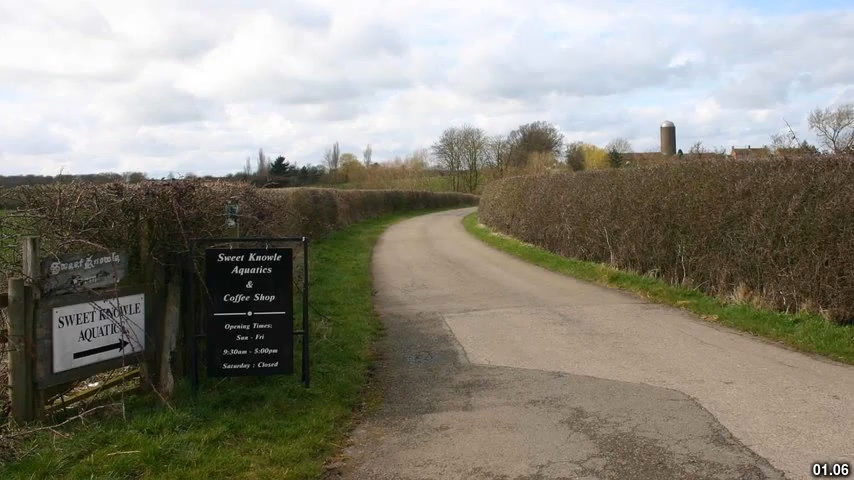 Sweet Knowle
Farm
SWEET KNOWLE
AQUATICS
Sweet Knowle
Aquatics
&
Coffee Shop
Opening Times:
Sun - Fri
9:30am - 5:00pm
Saturday : Closed
01.06